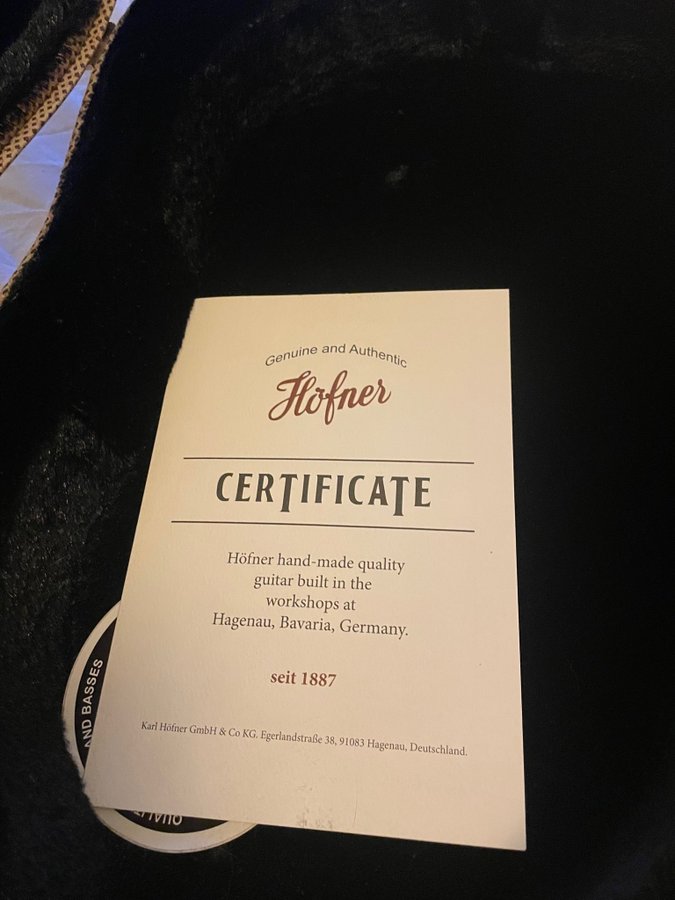 Genuine and Authentic
Höfner
CERTIFICATE
Höfner hand-made quality
guitar built in the
workshops at
Hagenau, Bavaria, Germany.
seit 1887
Karl Höfner GmbH & Co KG. Egerlandstraße 38, 91083 Hagenau, Deutschland.
AND BASSES